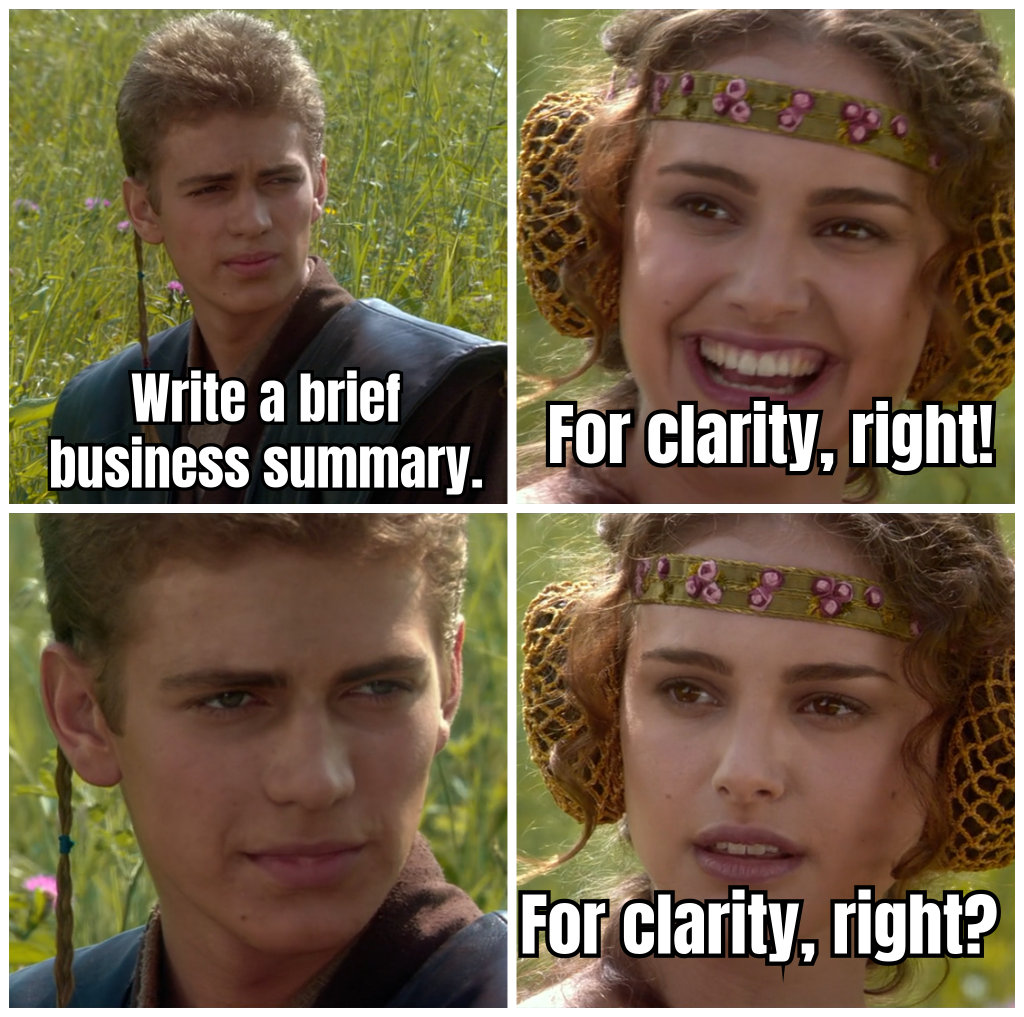 Write a brief
business summary.
For clarity, right!
For clarity, right?